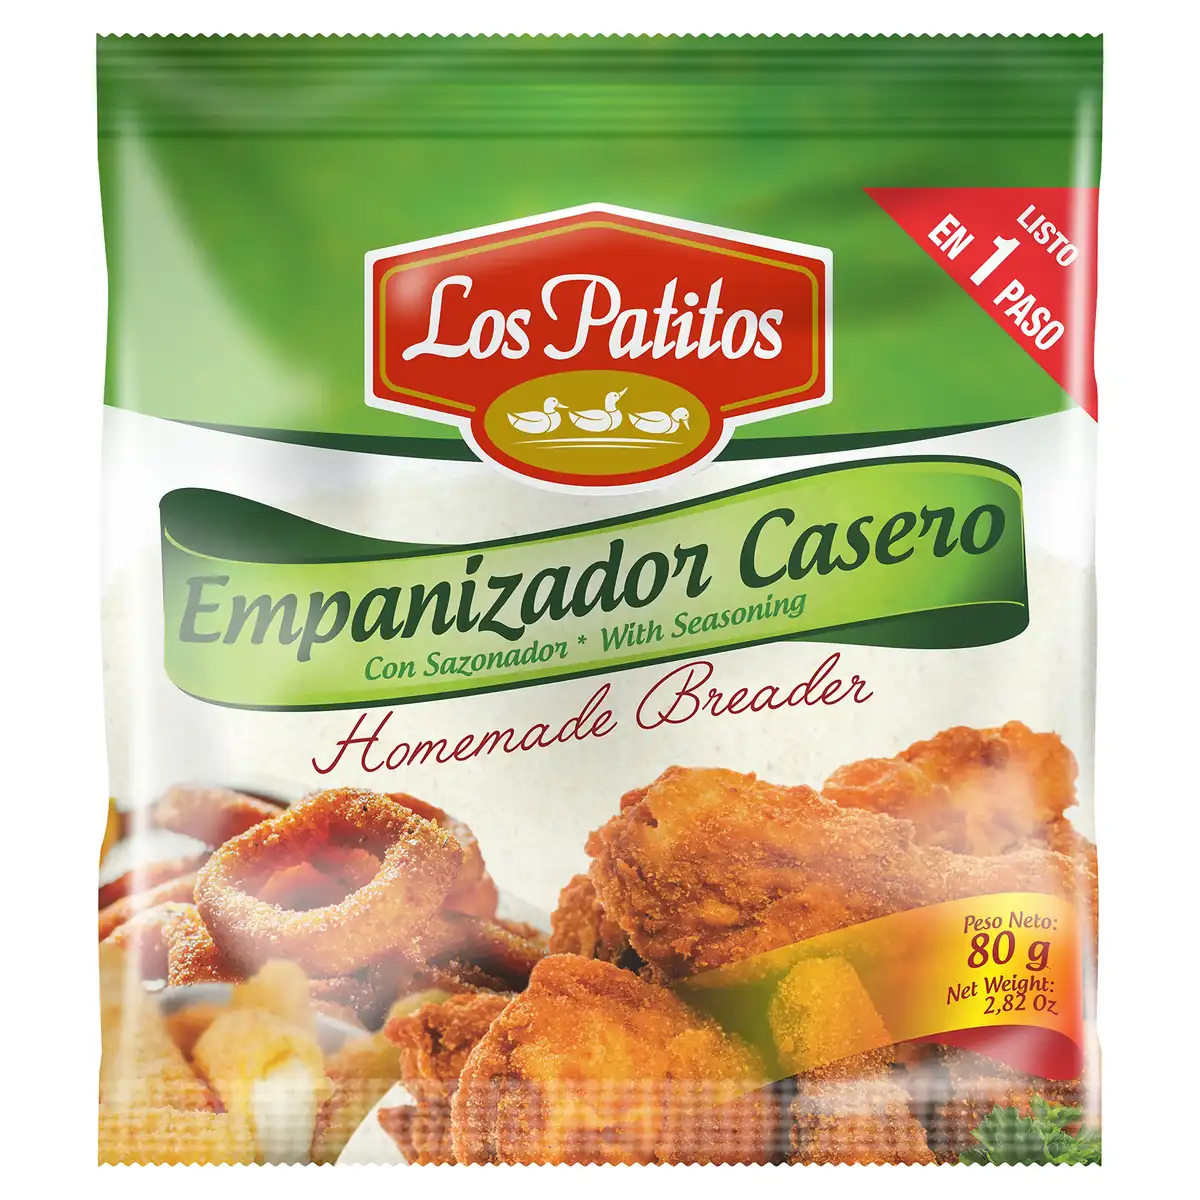 LISTO
EN 1 PASO
Los Patitos
Empanizador Casero
Con Sazonador * With Seasoning
Homemade Breader
Peso Neto:
80 g
Net Weight:
2,82 Oz